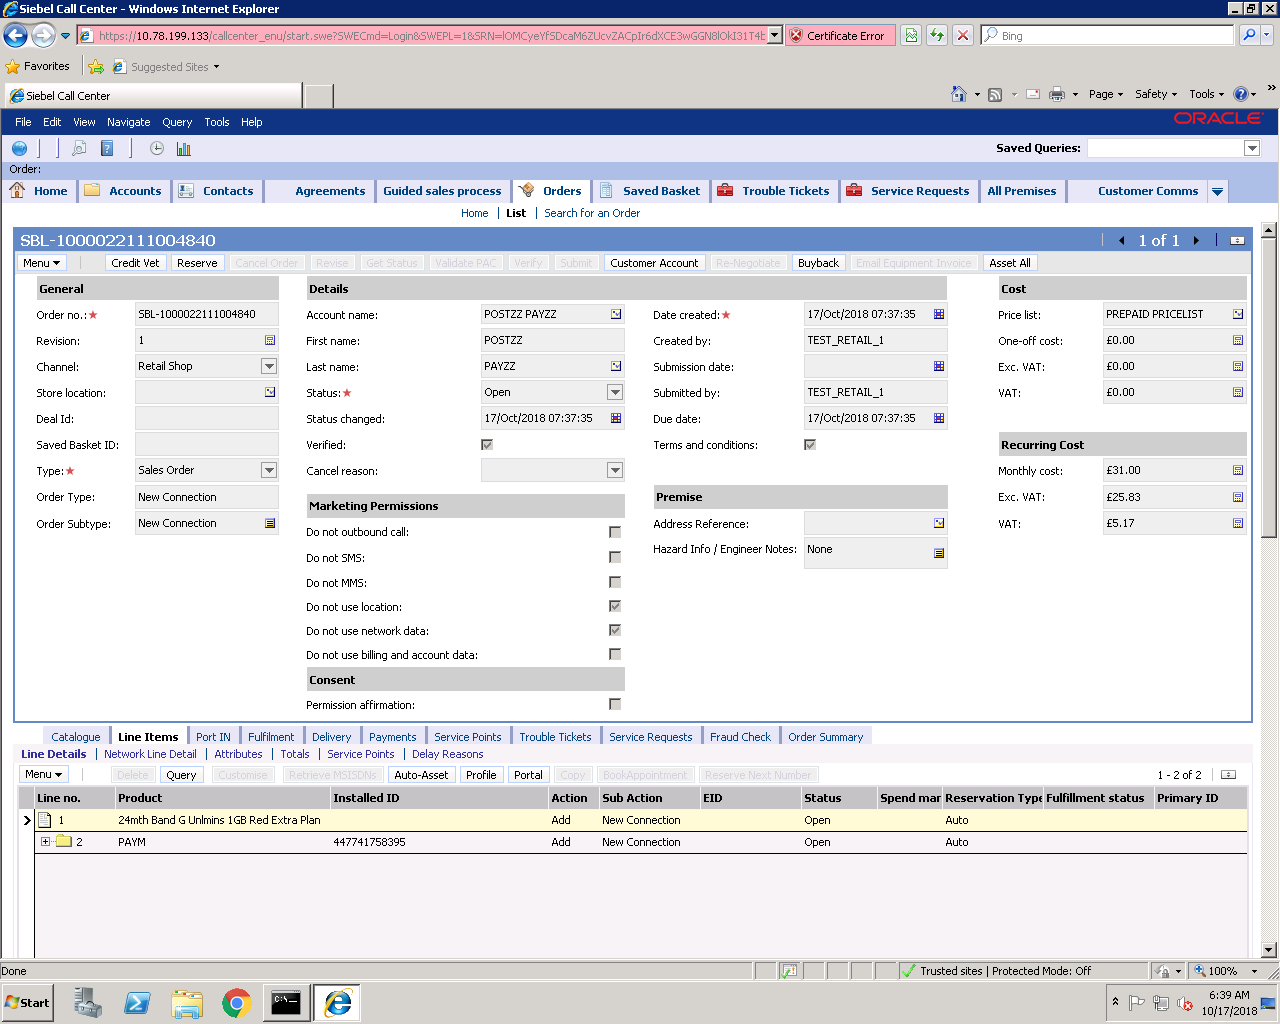 Siebel Call Center - Windows Internet Explorer
Certificate Error
Bing
Favorites
Suggested Sites
Siebel Call Center
Page Safety Tools
File Edit View Navigate Query Tools Help
ORACLE
Saved Queries:
Order:
Home Accounts Contacts Agreements Guided sales process Orders Saved Basket Trouble Tickets Service Requests All Premises Customer Comms
Home List Search for an Order
SBL-1000022111004840
1 of 1
Menu Credit Vet Reserve Cancel Order Revise Get Status Validate PAC Verify Submit Customer Account Re-Negotiate Buyback Email Equipment Invoice Asset All
General
Order no.: SBL-1000022111004840
Revision: 1
Channel: Retail Shop
Store location:
Deal Id:
Saved Basket ID:
Type: Sales Order
Order Type: New Connection
Order Subtype: New Connection
Details
Account name: POSTZZ PAYZZ
First name: POSTZZ
Last name: PAYZZ
Status: Open
Status changed: 17/Oct/2018 07:37:35
Verified:
Cancel reason:
Marketing Permissions
Do not outbound call:
Do not SMS:
Do not MMS:
Do not use location:
Do not use network data:
Do not use billing and account data:
Consent
Permission affirmation:
Date created: 17/Oct/2018 07:37:35
Created by: TEST_RETAIL_1
Submission date:
Submitted by: TEST_RETAIL_1
Due date: 17/Oct/2018 07:37:35
Terms and conditions:
Premise
Address Reference:
Hazard Info / Engineer Notes: None
Cost
Price list: PREPAID PRICELIST
One-off cost: £0.00
Exc. VAT: £0.00
VAT: £0.00
Recurring Cost
Monthly cost: £31.00
Exc. VAT: £25.83
VAT: £5.17
Catalogue Line Items Port IN Fulfilment Delivery Payments Service Points Trouble Tickets Service Requests Fraud Check Order Summary
Line Details Network Line Detail Attributes Totals Service Points Delay Reasons
Menu Delete Query Customise Retrieve MSISDNs Auto-Asset Profile Portal Copy BookAppointment Reserve Next Number 1 - 2 of 2
Line no. Product Installed ID Action Sub Action EID Status Spend mar Reservation Type Fulfillment status Primary ID
1 24mth Band G Unlmins 1GB Red Extra Plan Add New Connection Open Auto
2 PAYM 447741758395 Add New Connection Open Auto
Done
Trusted sites | Protected Mode: Off
100%
Start
6:39 AM
10/17/2018